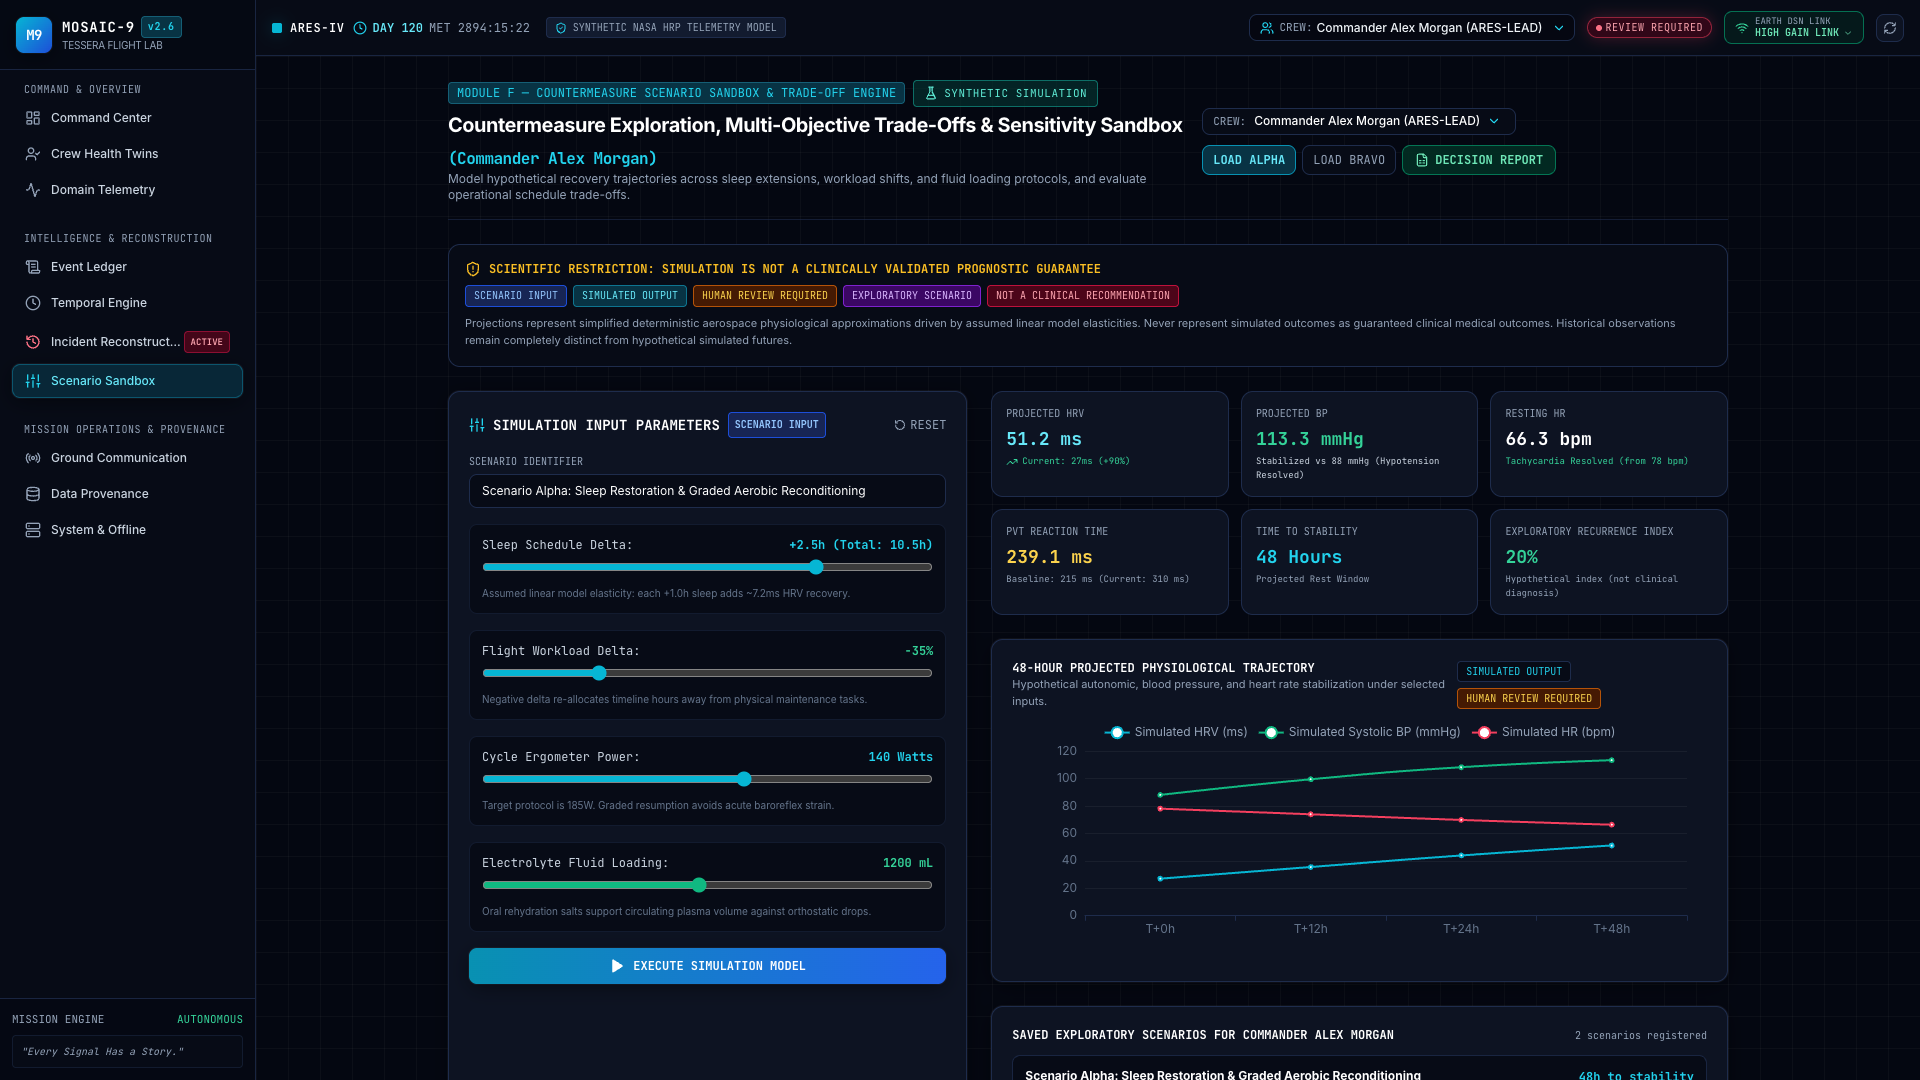 M9
MOSAIC-9 v2.6
TESSERA FLIGHT LAB
COMMAND & OVERVIEW
Command Center
Crew Health Twins
Domain Telemetry
INTELLIGENCE & RECONSTRUCTION
Event Ledger
Temporal Engine
Incident Reconstruct... ACTIVE
Scenario Sandbox
MISSION OPERATIONS & PROVENANCE
Ground Communication
Data Provenance
System & Offline
MISSION ENGINE AUTONOMOUS
"Every Signal Has a Story."
ARES-IV DAY 120 MET 2894:15:22 SYNTHETIC NASA HRP TELEMETRY MODEL
CREW: Commander Alex Morgan (ARES-LEAD)
REVIEW REQUIRED
EARTH DSN LINK
HIGH GAIN LINK
MODULE F — COUNTERMEASURE SCENARIO SANDBOX & TRADE-OFF ENGINE
SYNTHETIC SIMULATION
Countermeasure Exploration, Multi-Objective Trade-Offs & Sensitivity Sandbox
(Commander Alex Morgan)
Model hypothetical recovery trajectories across sleep extensions, workload shifts, and fluid loading protocols, and evaluate
operational schedule trade-offs.
CREW: Commander Alex Morgan (ARES-LEAD)
LOAD ALPHA
LOAD BRAVO
DECISION REPORT
SCIENTIFIC RESTRICTION: SIMULATION IS NOT A CLINICALLY VALIDATED PROGNOSTIC GUARANTEE
SCENARIO INPUT
SIMULATED OUTPUT
HUMAN REVIEW REQUIRED
EXPLORATORY SCENARIO
NOT A CLINICAL RECOMMENDATION
Projections represent simplified deterministic aerospace physiological approximations driven by assumed linear model elasticities. Never represent simulated outcomes as guaranteed clinical medical outcomes. Historical observations
remain completely distinct from hypothetical simulated futures.
SIMULATION INPUT PARAMETERS SCENARIO INPUT RESET
SCENARIO IDENTIFIER
Scenario Alpha: Sleep Restoration & Graded Aerobic Reconditioning
Sleep Schedule Delta: +2.5h (Total: 10.5h)
Assumed linear model elasticity: each +1.0h sleep adds ~7.2ms HRV recovery.
Flight Workload Delta: -35%
Negative delta re-allocates timeline hours away from physical maintenance tasks.
Cycle Ergometer Power: 140 Watts
Target protocol is 185W. Graded resumption avoids acute baroreflex strain.
Electrolyte Fluid Loading: 1200 mL
Oral rehydration salts support circulating plasma volume against orthostatic drops.
EXECUTE SIMULATION MODEL
PROJECTED HRV
51.2 ms
Current: 27ms (+90%)
PROJECTED BP
113.3 mmHg
Stabilized vs 88 mmHg (Hypotension
Resolved)
RESTING HR
66.3 bpm
Tachycardia Resolved (from 78 bpm)
PVT REACTION TIME
239.1 ms
Baseline: 215 ms (Current: 310 ms)
TIME TO STABILITY
48 Hours
Projected Rest Window
EXPLORATORY RECURRENCE INDEX
20%
Hypothetical index (not clinical
diagnosis)
48-HOUR PROJECTED PHYSIOLOGICAL TRAJECTORY
Hypothetical autonomic, blood pressure, and heart rate stabilization under selected
inputs.
SIMULATED OUTPUT
HUMAN REVIEW REQUIRED
Simulated HRV (ms) Simulated Systolic BP (mmHg) Simulated HR (bpm)
120
100
80
60
40
20
0
T+0h T+12h T+24h T+48h
SAVED EXPLORATORY SCENARIOS FOR COMMANDER ALEX MORGAN 2 scenarios registered
Scenario Alpha: Sleep Restoration & Graded Aerobic Reconditioning 48h to stability